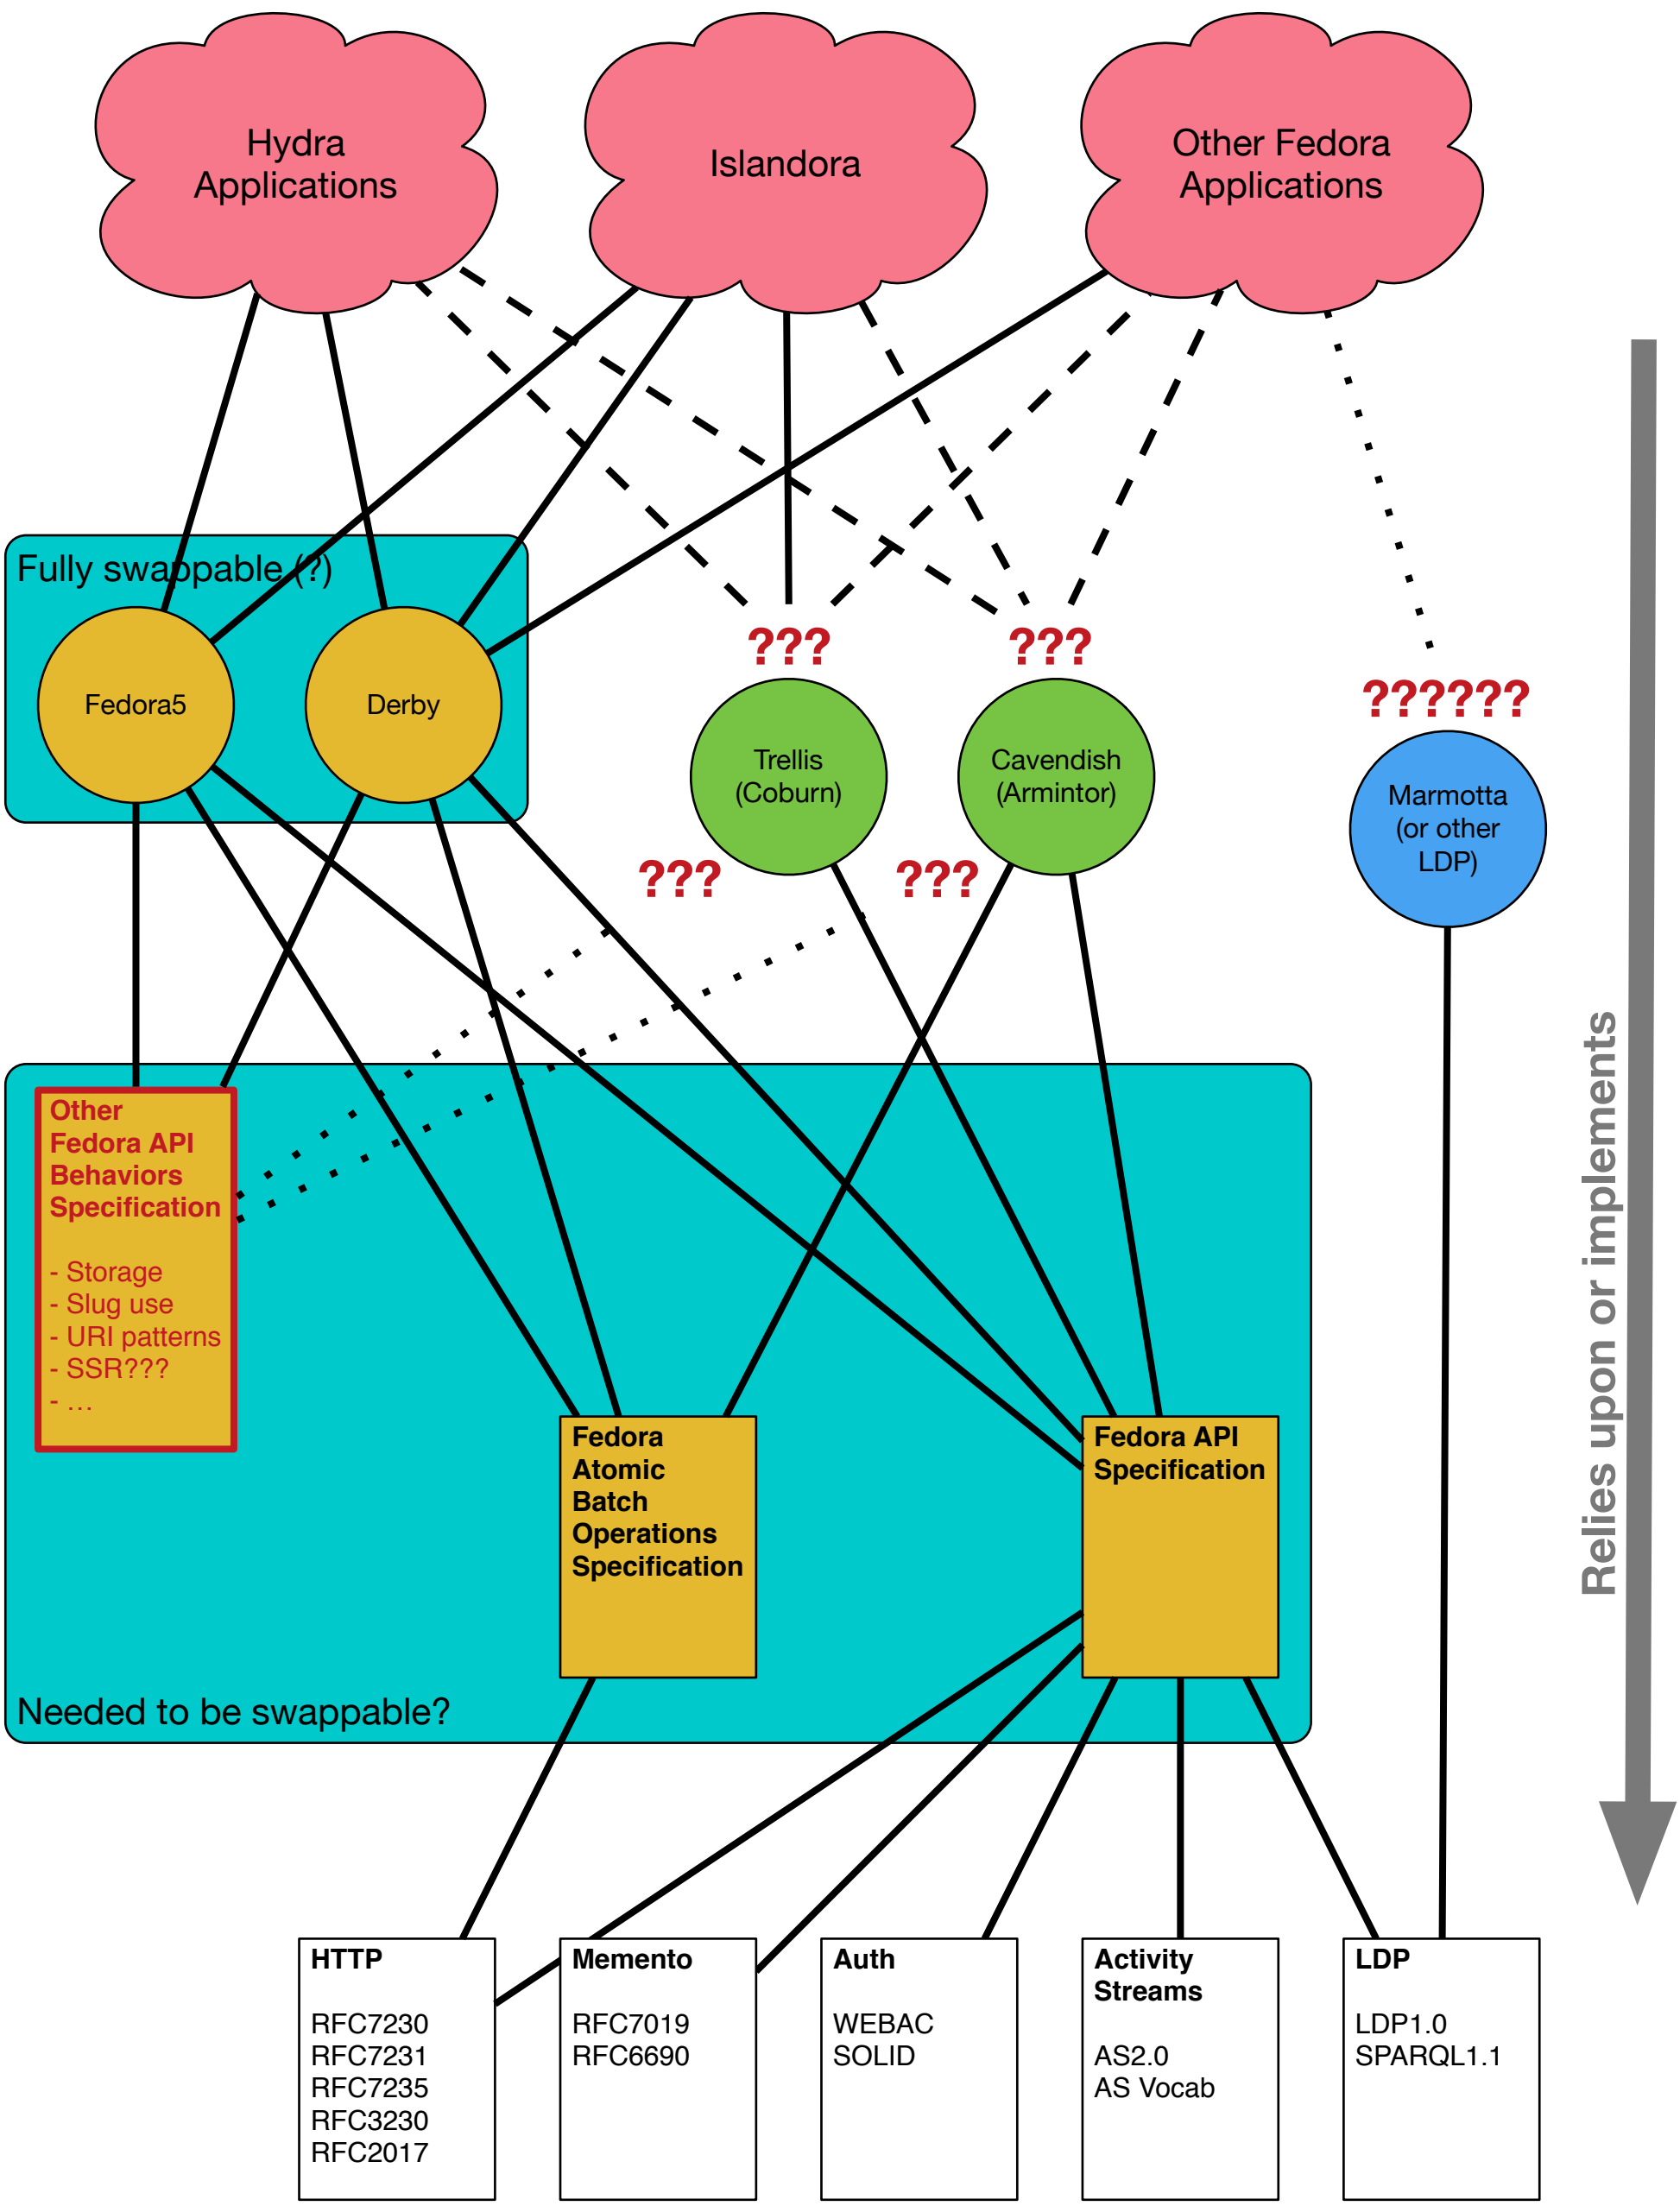 Hydra
Applications
Islandora
Other Fedora
Applications
Fully swappable (?)
Fedora5
Derby
???
Trellis
(Coburn)
???
Cavendish
(Armintor)
??????
Marmotta
(or other
LDP)
???
???
Relies upon or implements
Other
Fedora API
Behaviors
Specification
- Storage
- Slug use
- URI patterns
- SSR???
- …
Fedora
Atomic
Batch
Operations
Specification
Fedora API
Specification
Needed to be swappable?
HTTP
RFC7230
RFC7231
RFC7235
RFC3230
RFC2017
Memento
RFC7019
RFC6690
Auth
WEBAC
SOLID
Activity
Streams
AS2.0
AS Vocab
LDP
LDP1.0
SPARQL1.1